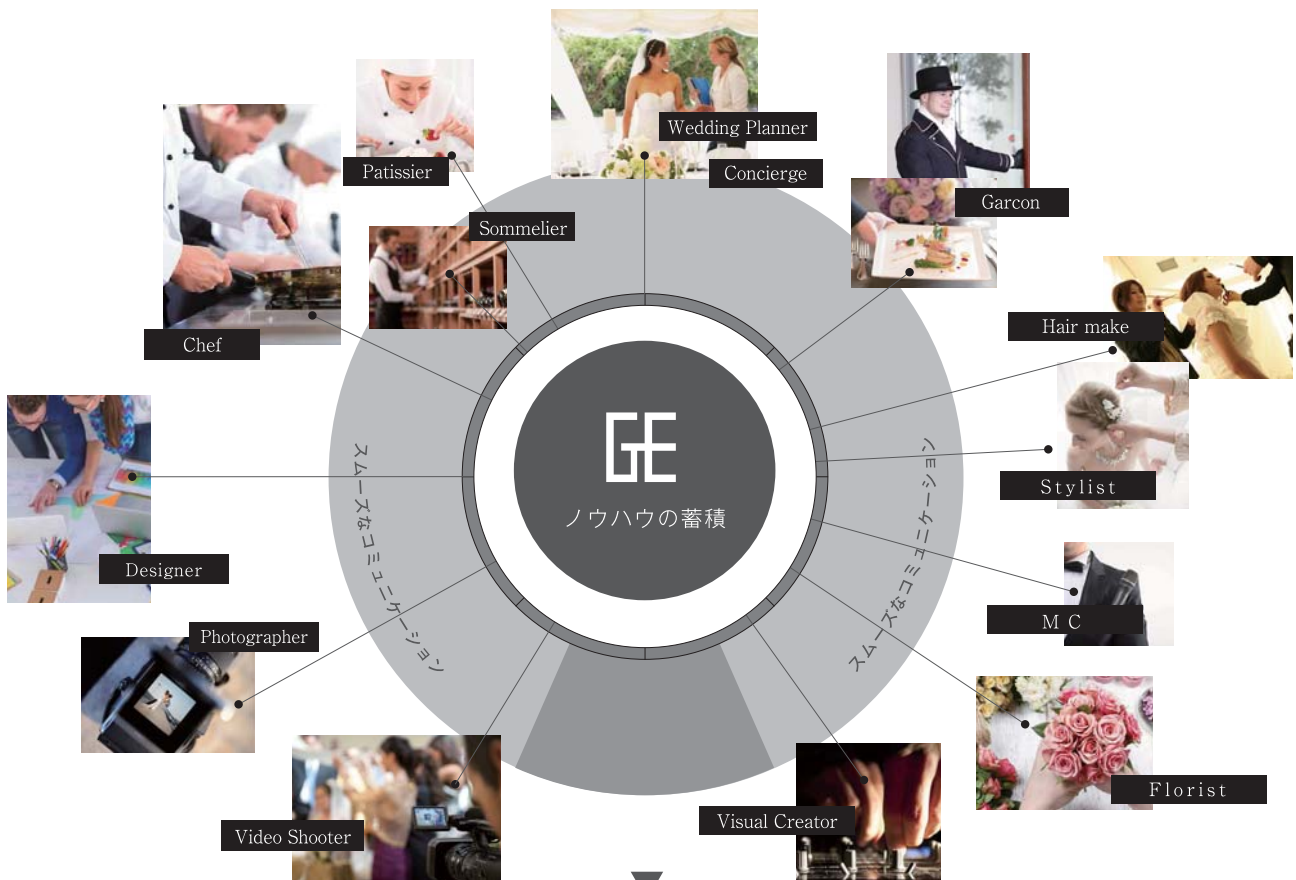 Wedding Planner
Concierge
Patissier
Garcon
Sommelier
Hair make
Chef
Stylist
GE
ノウハウの蓄積
スムーズなコミュニケーション
スムーズなコミュニケーション
Designer
M C
Photographer
Florist
Visual Creator
Video Shooter